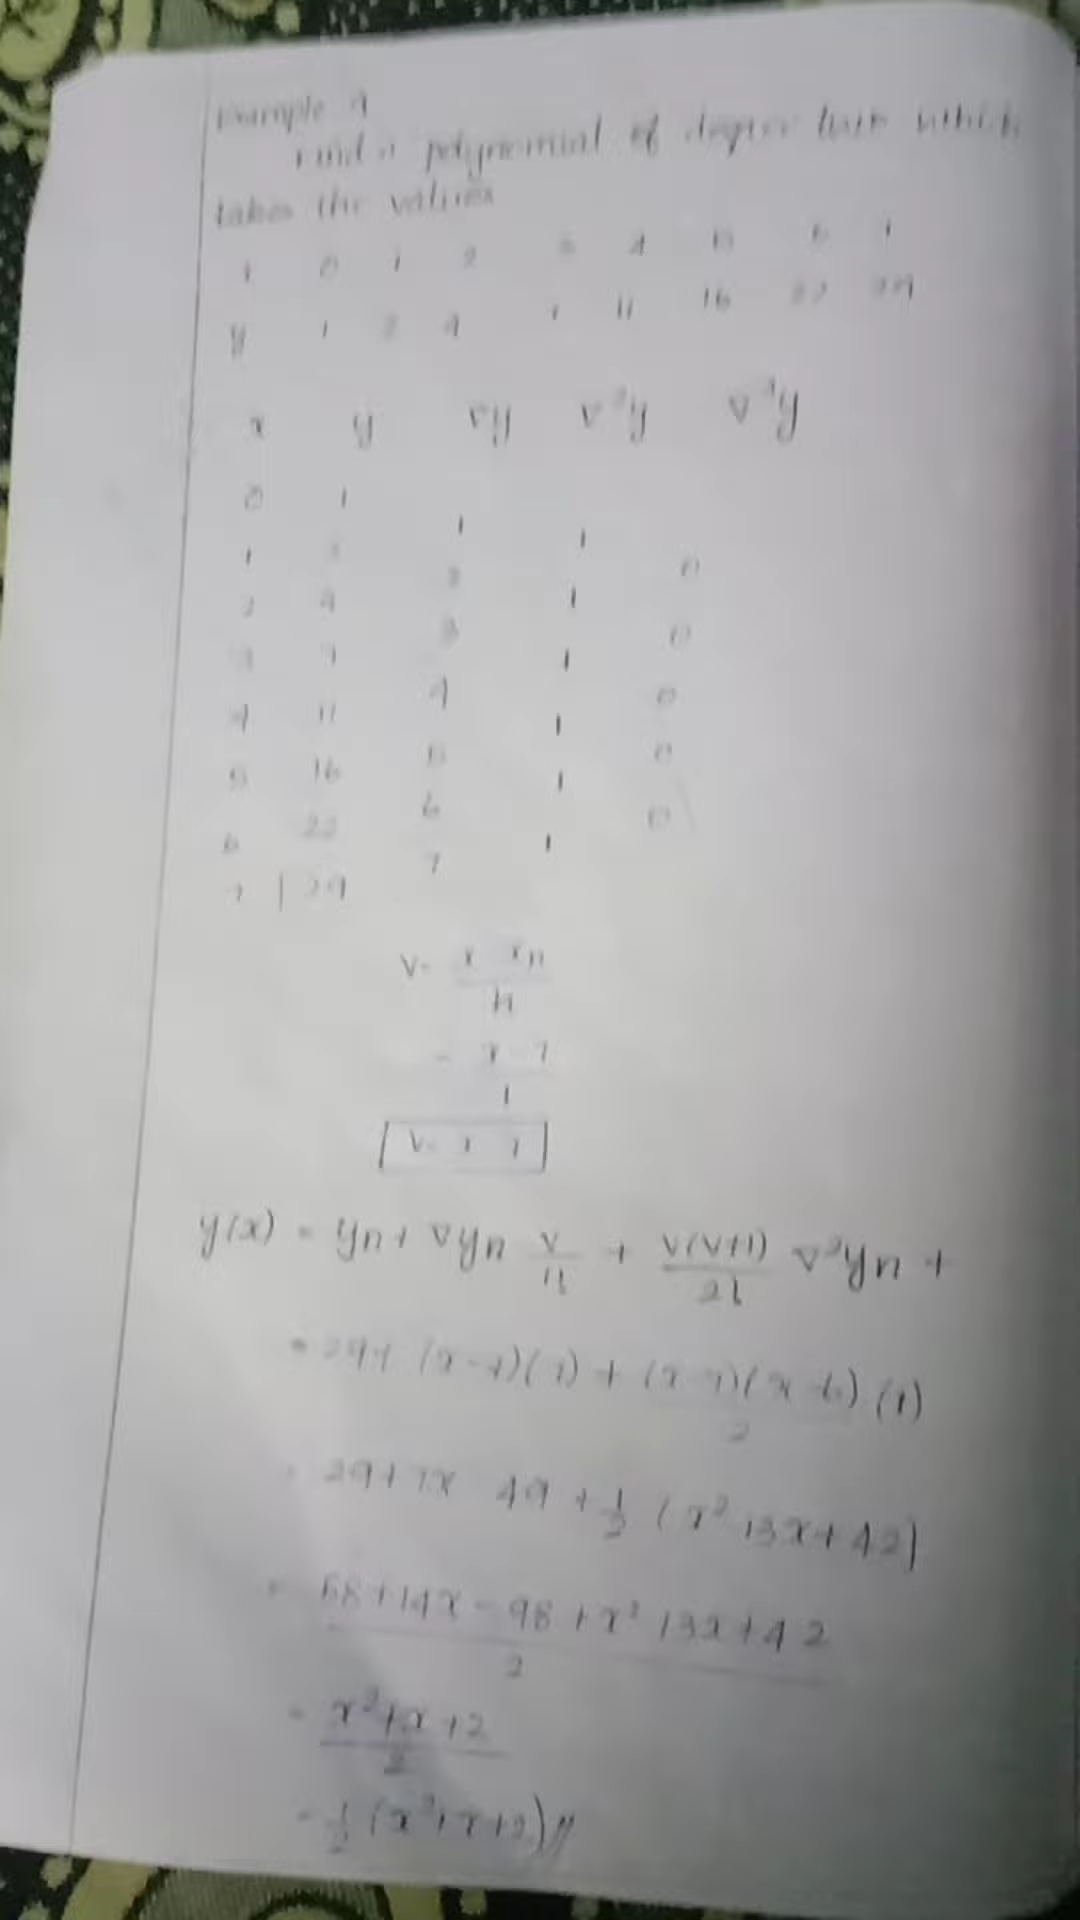 Example 9
Find a polynomial of degree two which
takes the values
x 0 1 2 3 4 5 6 7
y 1 2 4 7 11 16 22 29
x y ∇y ∇²y ∇³y
0 1
1 1
1 2 0
2 1
2 4 0
3 1
3 7 0
4 1
4 11 0
5 1
5 16 0
6 1
6 22
7
7 29
v = x - xn
h
= x - 7
1
v = x - 7
y(x) = yn + ∇yn v/1! + v(v+1)/2! ∇²yn +
= 29 + (x-7)(7) + (x-7)(x-6)/2 (1)
= 29 + 7x - 49 + 1/2 (x² - 13x + 42)
= 58 + 14x - 98 + x² - 13x + 42
2
= x² + x + 2
2
= 1/2 (x² + x + 2)//